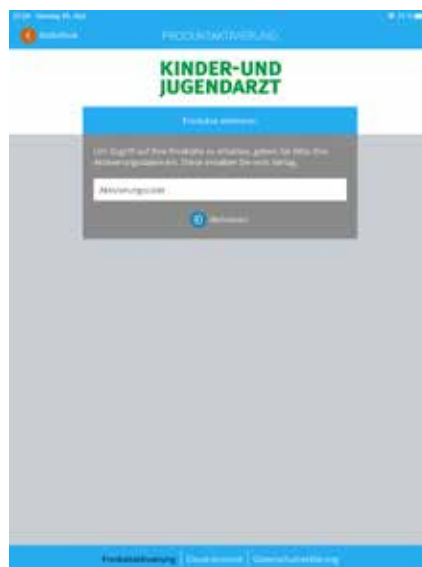 PRODUKTAKTIVIERUNG
KINDER-UND
JUGENDARZT
Produkte aktivieren
Um Zugriff auf Ihre Produkte zu erhalten, geben Sie bitte Ihre
Aktivierungsdaten ein. Diese erhalten Sie vom Verlag.
Aktivierungscode
Aktivieren
Produktaktivierung | | Datenschutzerklärung